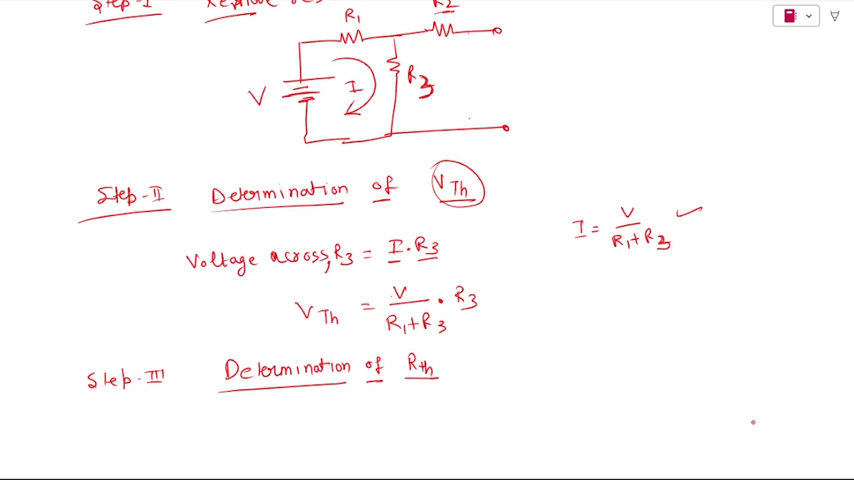 Step-I
R1 R2
V I R3
Step-II Determination of VTh
I = V / R1+R3
Voltage across, R3 = I · R3
VTh = V / R1+R3 · R3
Step-III Determination of Rth